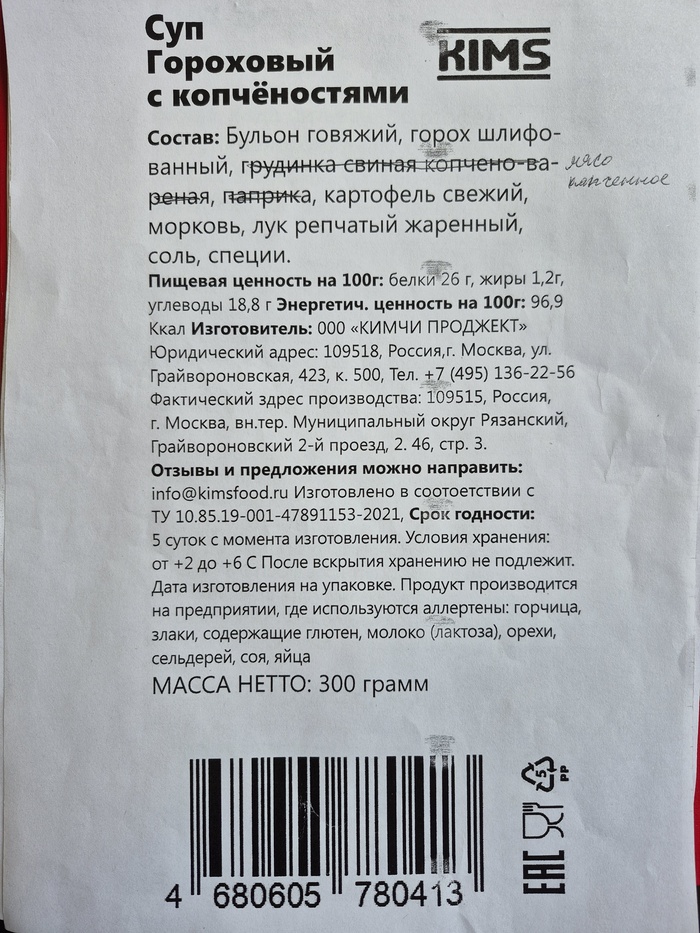 Суп
Гороховый
с копчёностями
KIMS
Состав: Бульон говяжий, горох шлифо-
ванный, грудинка свиная копчено-ва-
реная, паприка, картофель свежий,
мясо
копченное
морковь, лук репчатый жаренный,
соль, специи.
Пищевая ценность на 100г: белки 26 г, жиры 1,2г,
углеводы 18,8 г Энергетич. ценность на 100г: 96,9
Ккал Изготовитель: ООО «КИМЧИ ПРОДЖЕКТ»
Юридический адрес: 109518, Россия,г. Москва, ул.
Грайвороновская, 423, к. 500, Тел. +7 (495) 136-22-56
Фактический здрес производства: 109515, Россия,
г. Москва, вн.тер. Муниципальный округ Рязанский,
Грайвороновский 2-й проезд, 2. 46, стр. 3.
Отзывы и предложения можно направить:
info@kimsfood.ru Изготовлено в соответствии с
ТУ 10.85.19-001-47891153-2021, Срок годности:
5 суток с момента изготовления. Условия хранения:
от +2 до +6 С После вскрытия хранению не подлежит.
Дата изготовления на упаковке. Продукт производится
на предприятии, где используются аллертены: горчица,
злаки, содержащие глютен, молоко (лактоза), орехи,
сельдерей, соя, яйца
МАССА НЕТТО: 300 грамм
4 680605 780413
5
PP
EAC